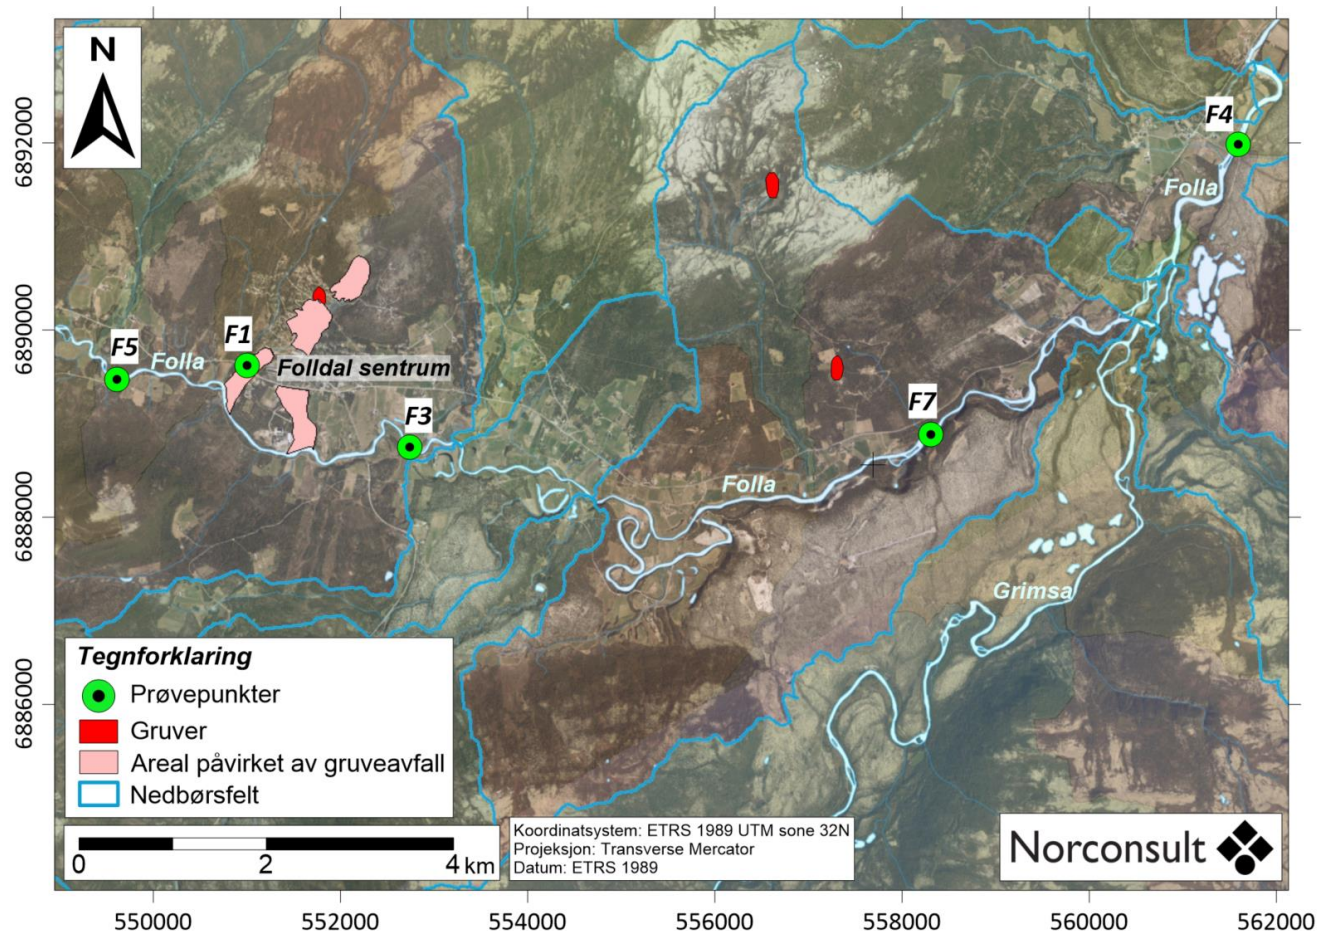 N
F4
Folla
F5
Folla
F1
Folldal sentrum
F3
F7
Folla
Grimsa
Tegnforklaring
Prøvepunkter
Gruver
Areal påvirket av gruveavfall
Nedbørsfelt
0
2
4 km
Koordinatsystem: ETRS 1989 UTM sone 32N
Projeksjon: Transverse Mercator
Datum: ETRS 1989
Norconsult
6892000
6890000
6888000
6886000
550000
552000
554000
556000
558000
560000
562000